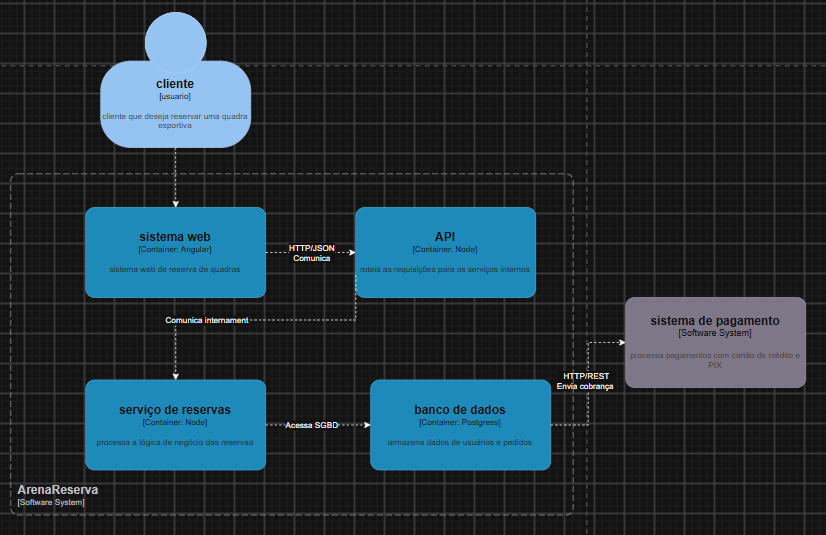 cliente
[usuario]
cliente que deseja reservar uma quadra
esportiva
sistema web
[Container: Angular]
sistema web de reserva de quadras
HTTP/JSON
Comunica
API
[Container: Node]
roteia as requisições para os serviços internos
Comunica internament
sistema de pagamento
[Software System]
processa pagamentos com cartão de crédito e
PIX
HTTP/REST
Envia cobrança
serviço de reservas
[Container: Node]
processa a lógica de negócio das reservaa
Acessa SGBD
banco de dados
[Container: Postgress]
armazena dados de usuários e pedidos
ArenaReserva
[Software System]